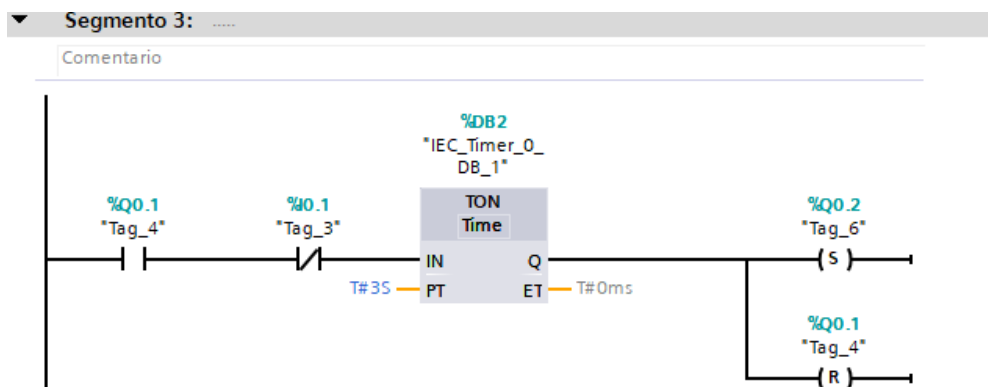 Segmento 3: .....
Comentario
%DB2
"IEC_Timer_0_
DB_1"
%Q0.1 %I0.1 TON %Q0.2
"Tag_4" "Tag_3" Time "Tag_6"
IN Q ( S )
T#3S PT ET T#0ms
%Q0.1
"Tag_4"
( R )